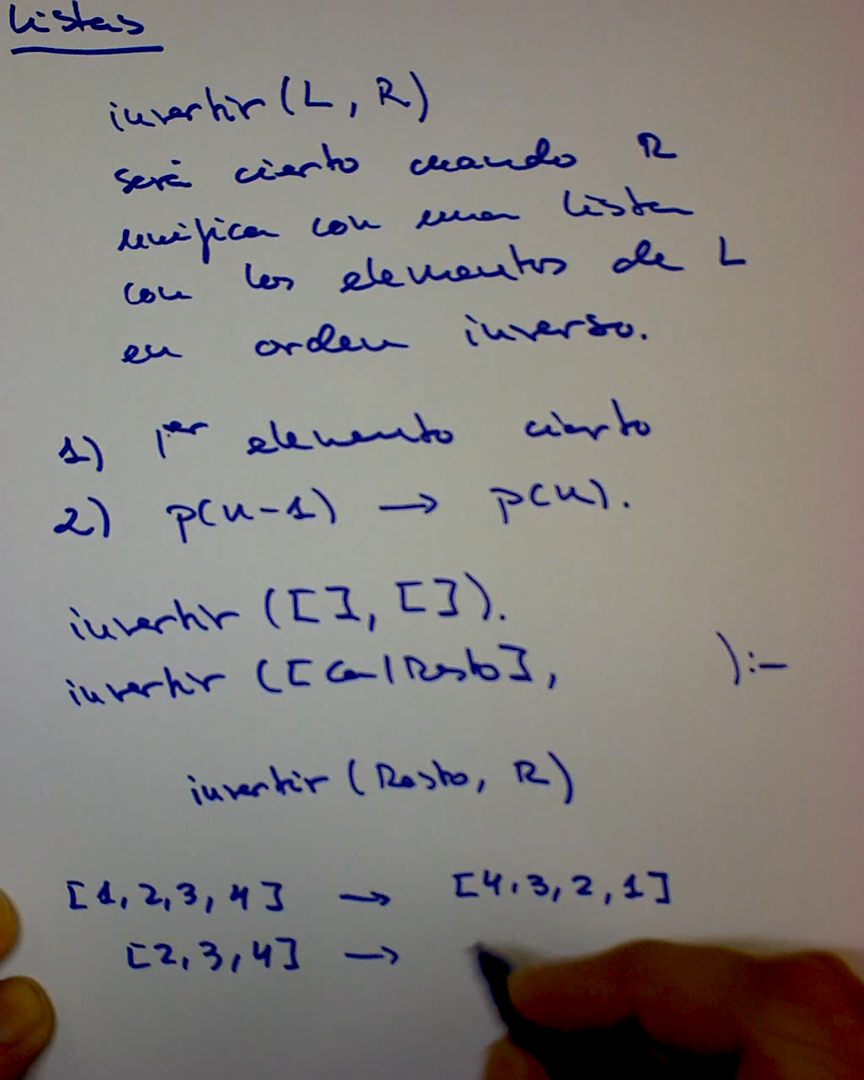 Listas
invertir (L, R)
será cierto cuando R
unifica con una lista
con los elementos de L
en orden inverso.
1) 1er elemento cierto
2) p(n-1) → p(n).
invertir ([], []).
invertir ([Ca|Resto], ):-
invertir (Resto, R)
[1, 2, 3, 4] → [4, 3, 2, 1]
[2, 3, 4] →